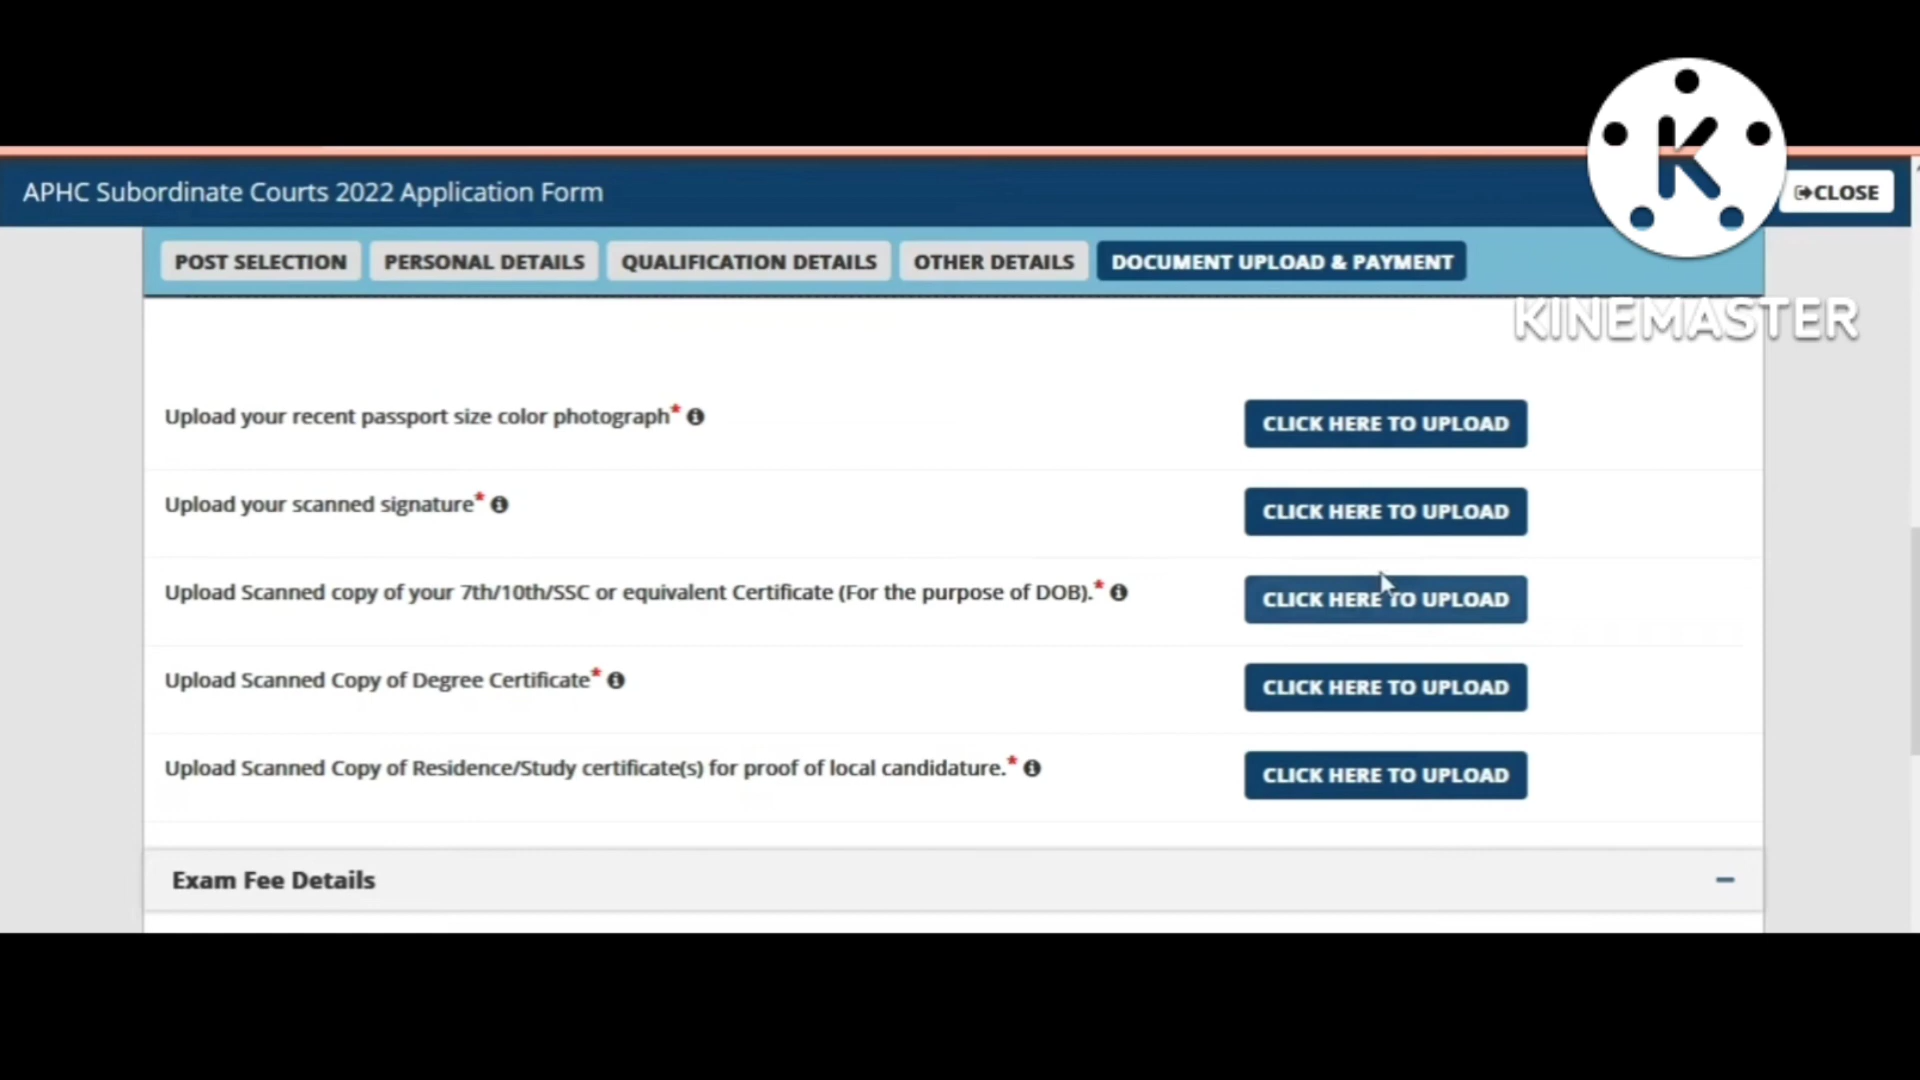 K
APHC Subordinate Courts 2022 Application Form
CLOSE
POST SELECTION
PERSONAL DETAILS
QUALIFICATION DETAILS
OTHER DETAILS
DOCUMENT UPLOAD & PAYMENT
KINEMASTER
Upload your recent passport size color photograph*
CLICK HERE TO UPLOAD
Upload your scanned signature*
CLICK HERE TO UPLOAD
Upload Scanned copy of your 7th/10th/SSC or equivalent Certificate (For the purpose of DOB).*
CLICK HERE TO UPLOAD
Upload Scanned Copy of Degree Certificate*
CLICK HERE TO UPLOAD
Upload Scanned Copy of Residence/Study certificate(s) for proof of local candidature.*
CLICK HERE TO UPLOAD
Exam Fee Details